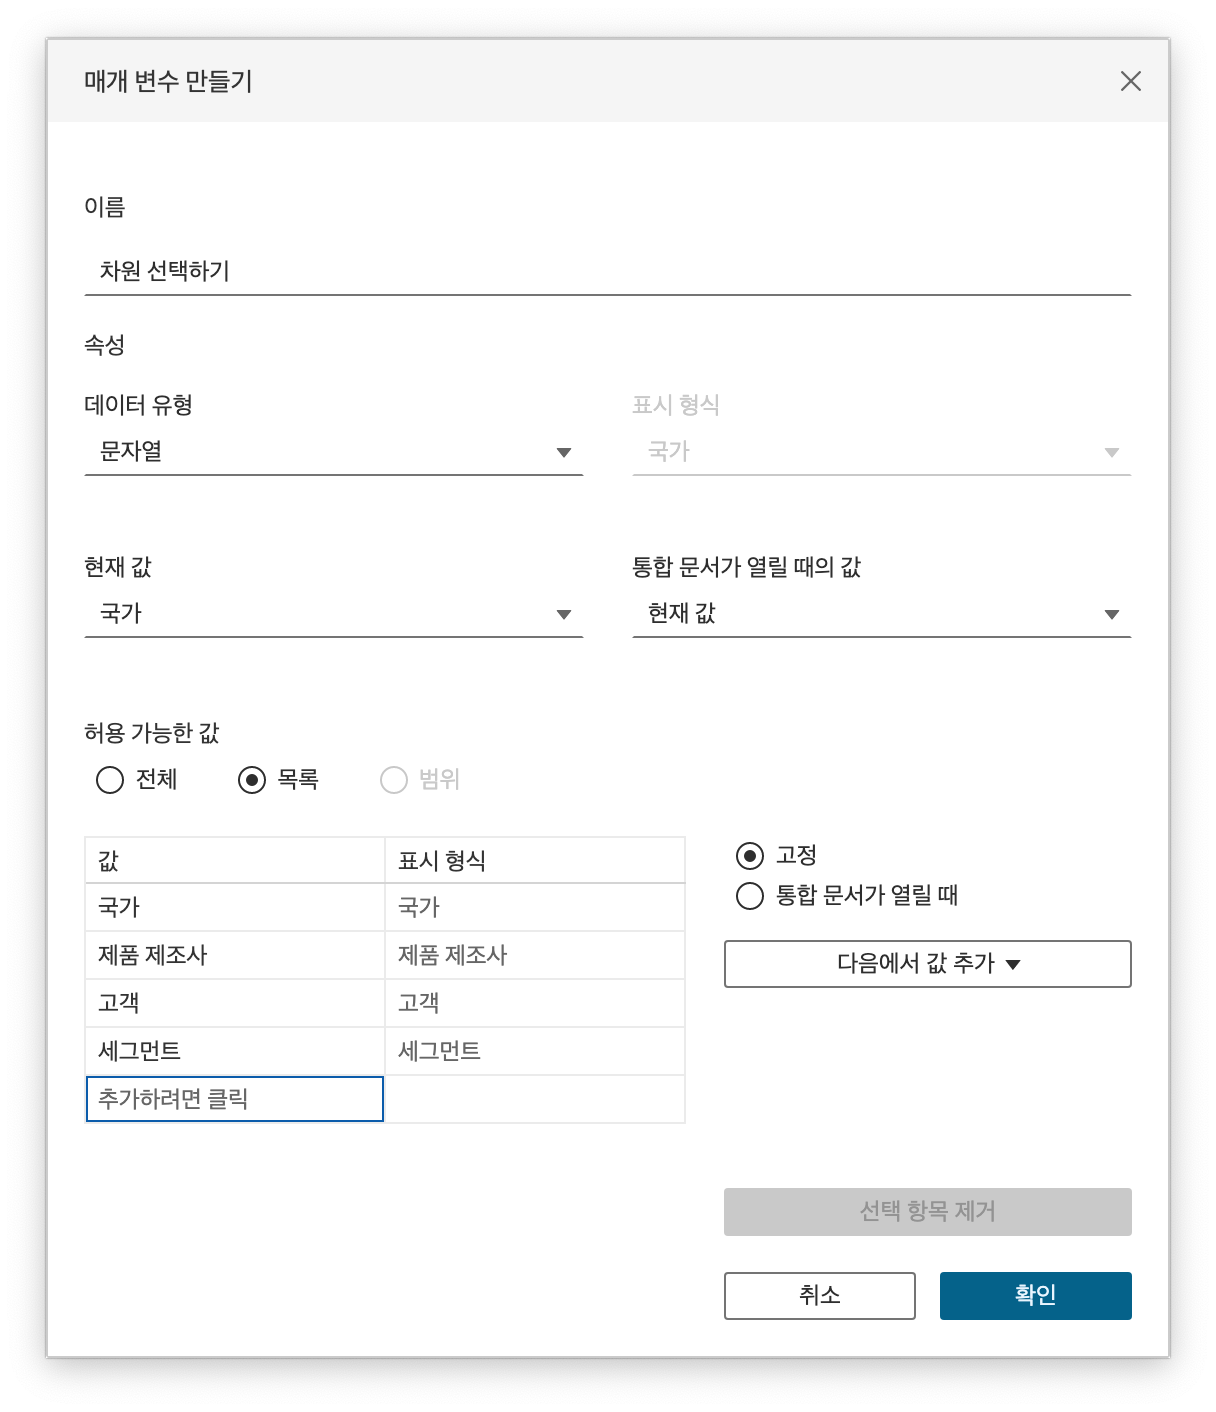 매개 변수 만들기
이름
차원 선택하기
속성
데이터 유형 표시 형식
문자열 국가
현재 값 통합 문서가 열릴 때의 값
국가 현재 값
허용 가능한 값
전체 목록 범위
값 표시 형식
국가 국가
제품 제조사 제품 제조사
고객 고객
세그먼트 세그먼트
추가하려면 클릭
고정
통합 문서가 열릴 때
다음에서 값 추가
선택 항목 제거
취소 확인